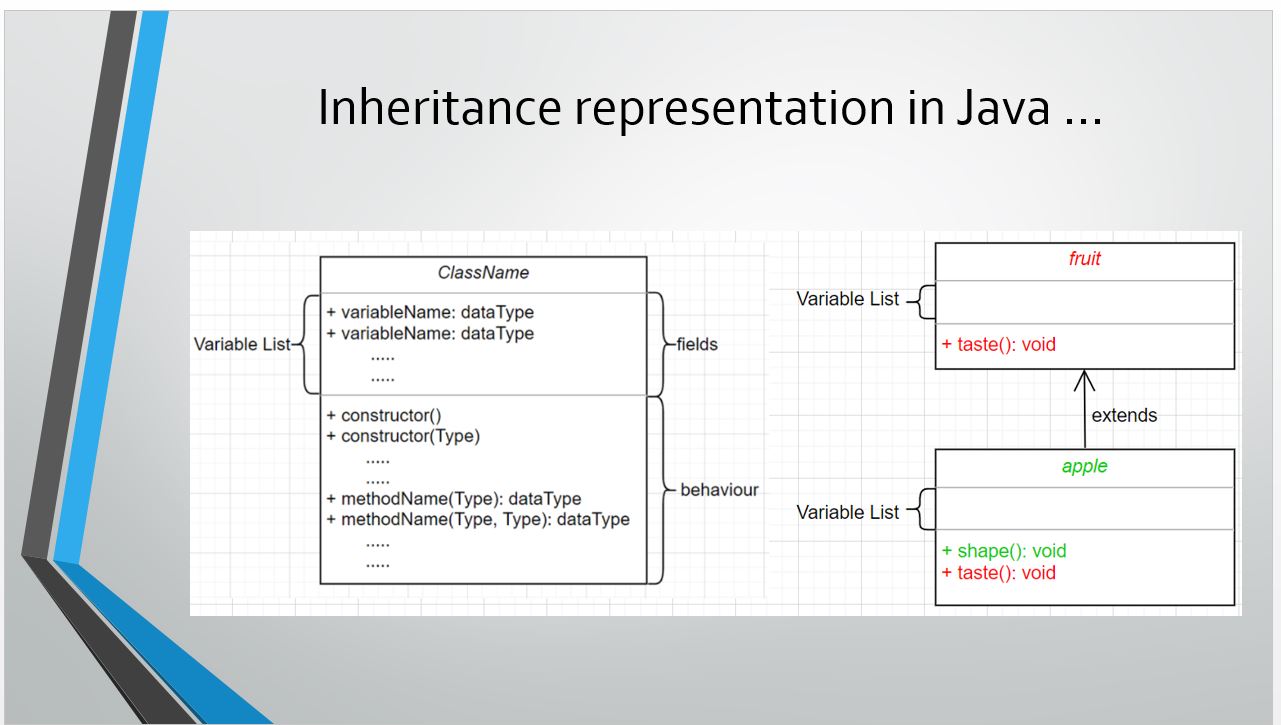 Inheritance representation in Java ...
ClassName
Variable List
+ variableName: dataType
+ variableName: dataType
.....
.....
fields
+ constructor()
+ constructor(Type)
.....
.....
+ methodName(Type): dataType
+ methodName(Type, Type): dataType
.....
.....
behaviour
fruit
Variable List
+ taste(): void
extends
apple
Variable List
+ shape(): void
+ taste(): void